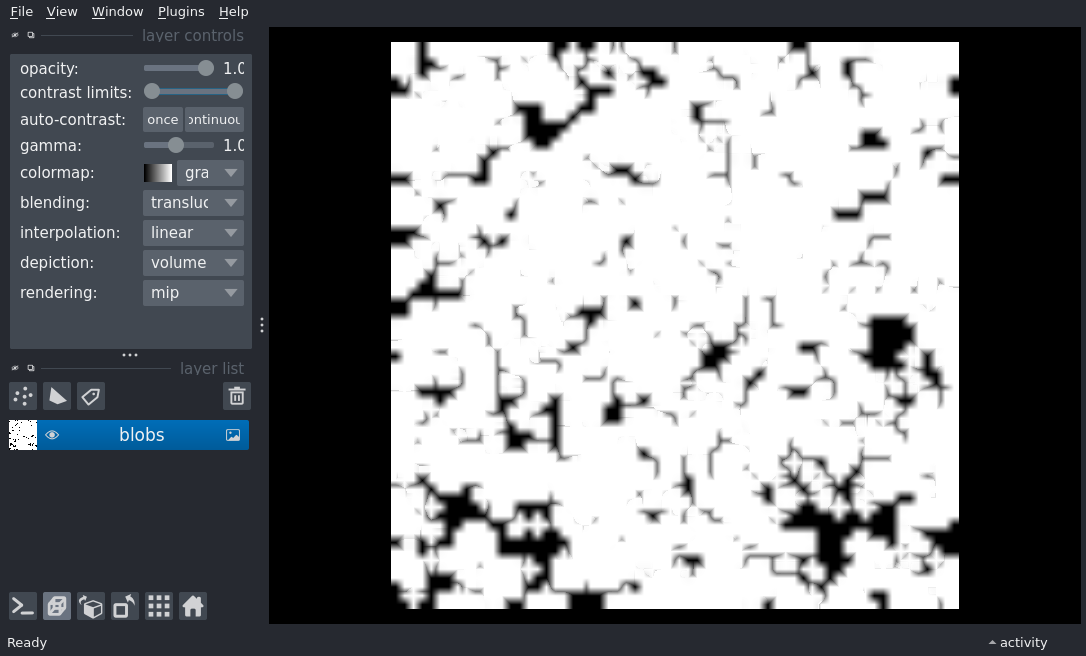 File View Window Plugins Help
layer controls
opacity: 1.0
contrast limits:
auto-contrast: once ontinuou
gamma: 1.0
colormap: gra
blending: transluc
interpolation: linear
depiction: volume
rendering: mip
layer list
blobs
Ready activity